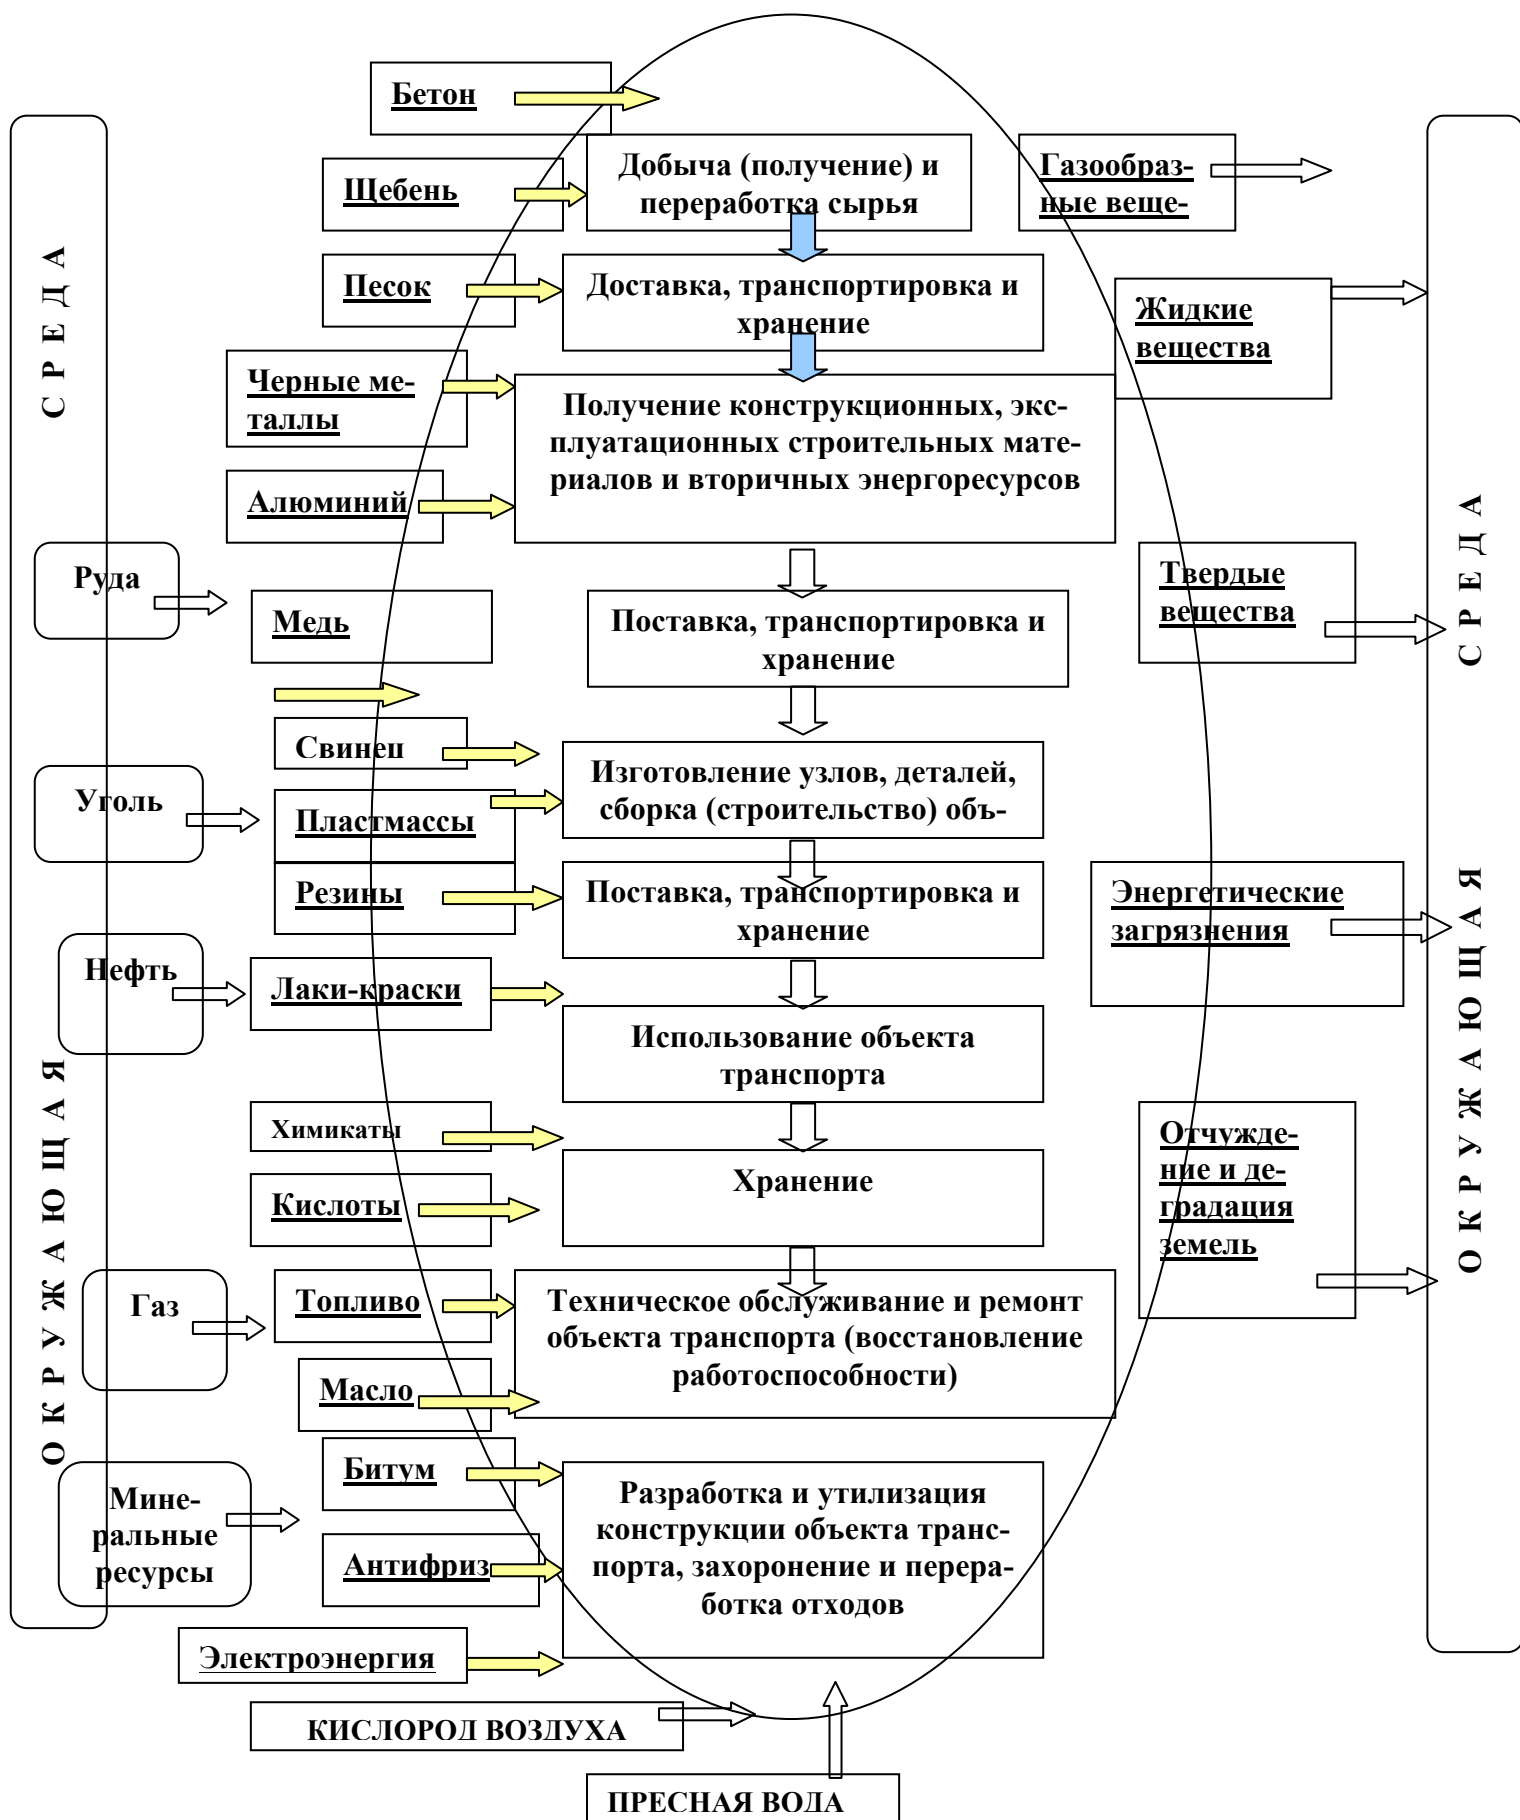 Бетон
Щебень
Песок
Черные ме-
таллы
Алюминий
Медь
Свинец
Пластмассы
Резины
Лаки-краски
Химикаты
Кислоты
Топливо
Масло
Битум
Антифриз
Электроэнергия
КИСЛОРОД ВОЗДУХА
ПРЕСНАЯ ВОДА
ОКРУЖАЮЩАЯ СРЕДА
Руда
Уголь
Нефть
Газ
Мине-
ральные
ресурсы
Добыча (получение) и
переработка сырья
Доставка, транспортировка и
хранение
Получение конструкционных, экс-
плуатационных строительных мате-
риалов и вторичных энергоресурсов
Поставка, транспортировка и
хранение
Изготовление узлов, деталей,
сборка (строительство) объ-
Поставка, транспортировка и
хранение
Использование объекта
транспорта
Хранение
Техническое обслуживание и ремонт
объекта транспорта (восстановление
работоспособности)
Разработка и утилизация
конструкции объекта транс-
порта, захоронение и перера-
ботка отходов
Газообраз-
ные веще-
Жидкие
вещества
Твердые
вещества
Энергетические
загрязнения
Отчужде-
ние и де-
градация
земель
ОКРУЖАЮЩАЯ СРЕДА